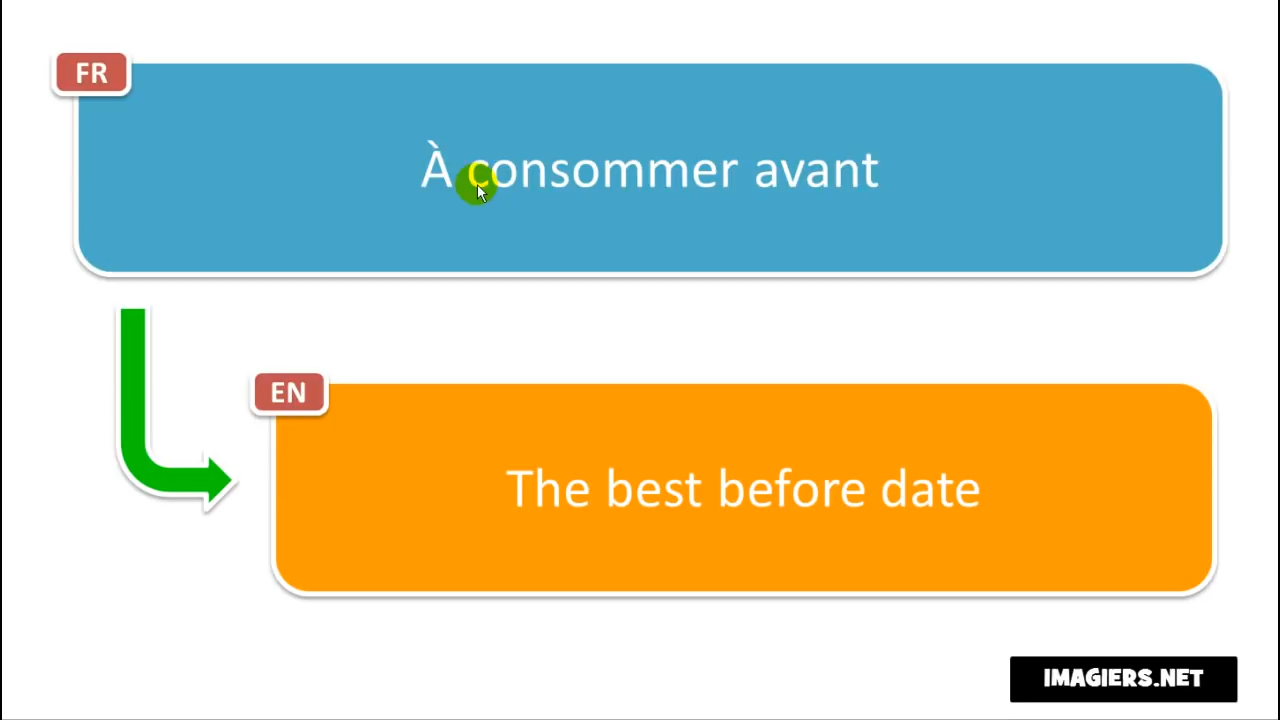 FR
À consommer avant
EN
The best before date
IMAGIERS.NET